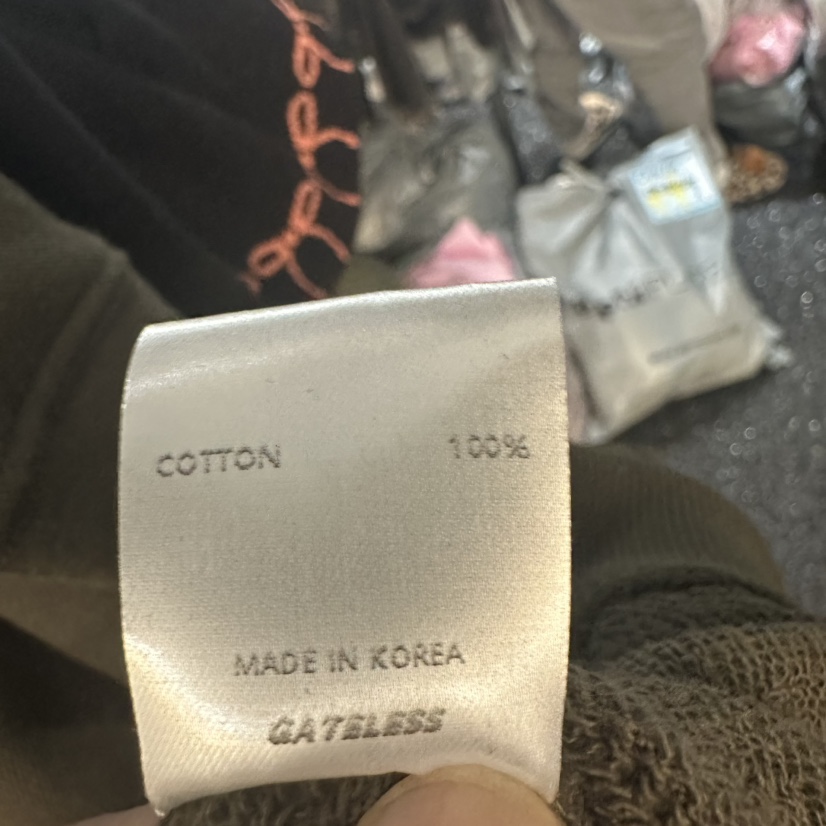 COTTON 100%
MADE IN KOREA
GATELESS